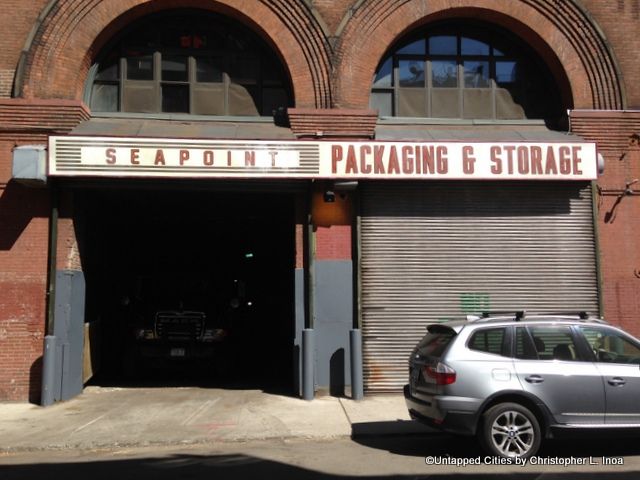 SEAPOINT PACKAGING & STORAGE
©Untapped Cities by Christopher L. Inoa